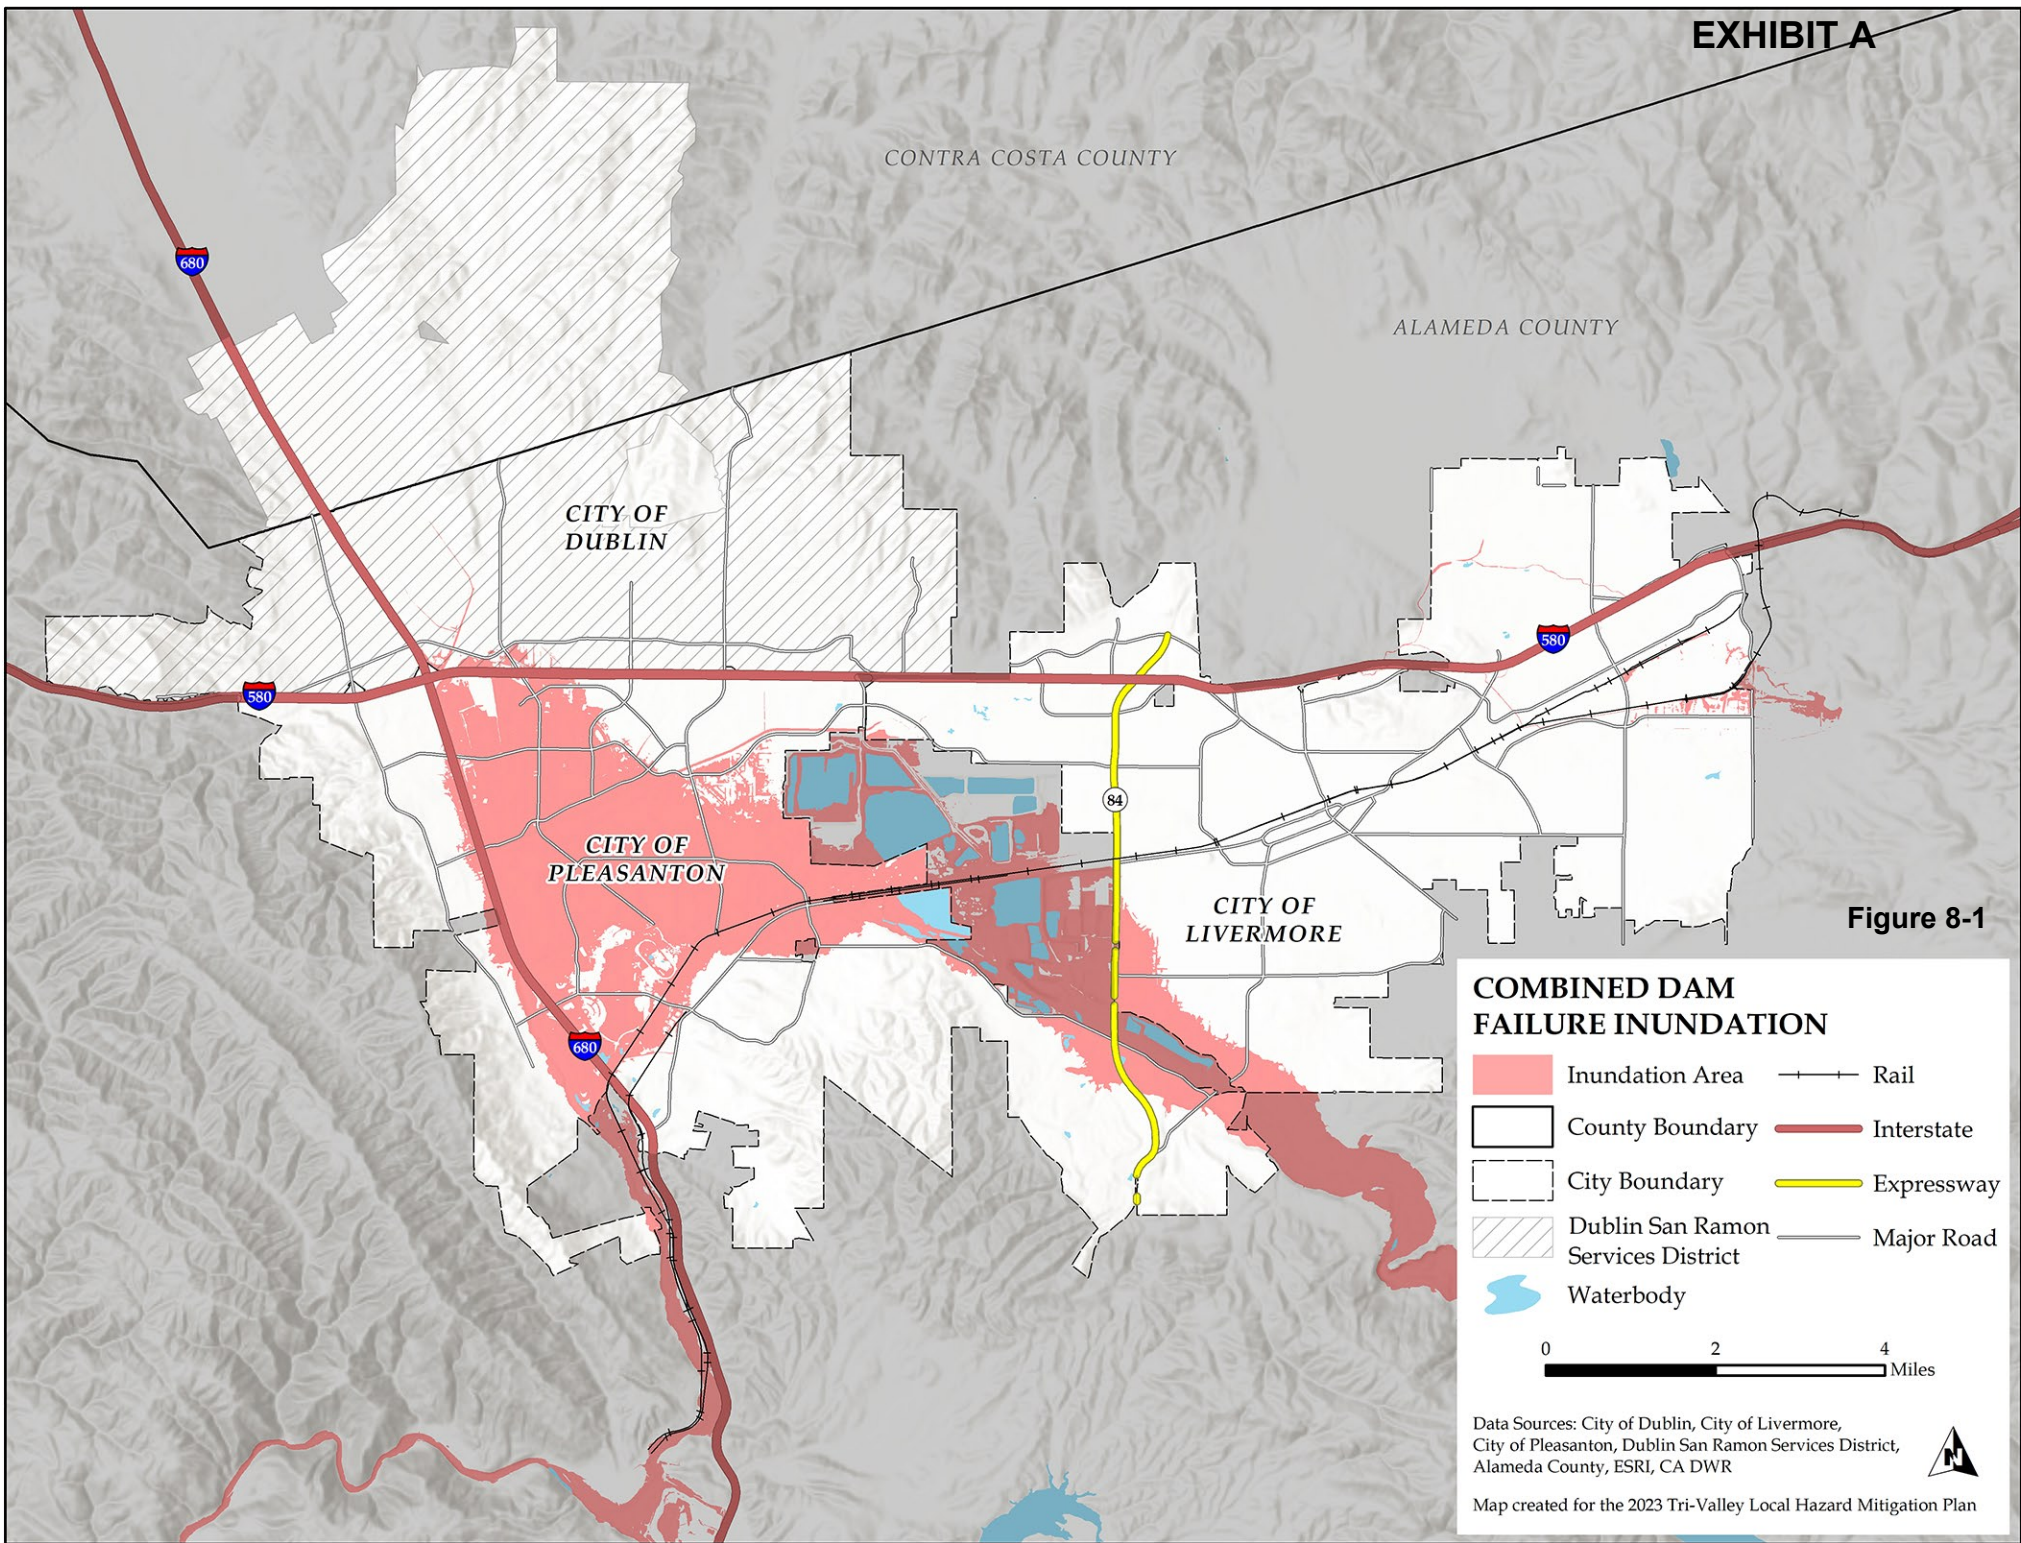 EXHIBIT A
CONTRA COSTA COUNTY
680
ALAMEDA COUNTY
CITY OF
DUBLIN
580
580
84
CITY OF
PLEASANTON
CITY OF
LIVERMORE
Figure 8-1
680
COMBINED DAM
FAILURE INUNDATION
Inundation Area
Rail
County Boundary
Interstate
City Boundary
Expressway
Dublin San Ramon
Services District
Major Road
Waterbody
0 2 4
Miles
Data Sources: City of Dublin, City of Livermore,
City of Pleasanton, Dublin San Ramon Services District,
Alameda County, ESRI, CA DWR
N
Map created for the 2023 Tri-Valley Local Hazard Mitigation Plan